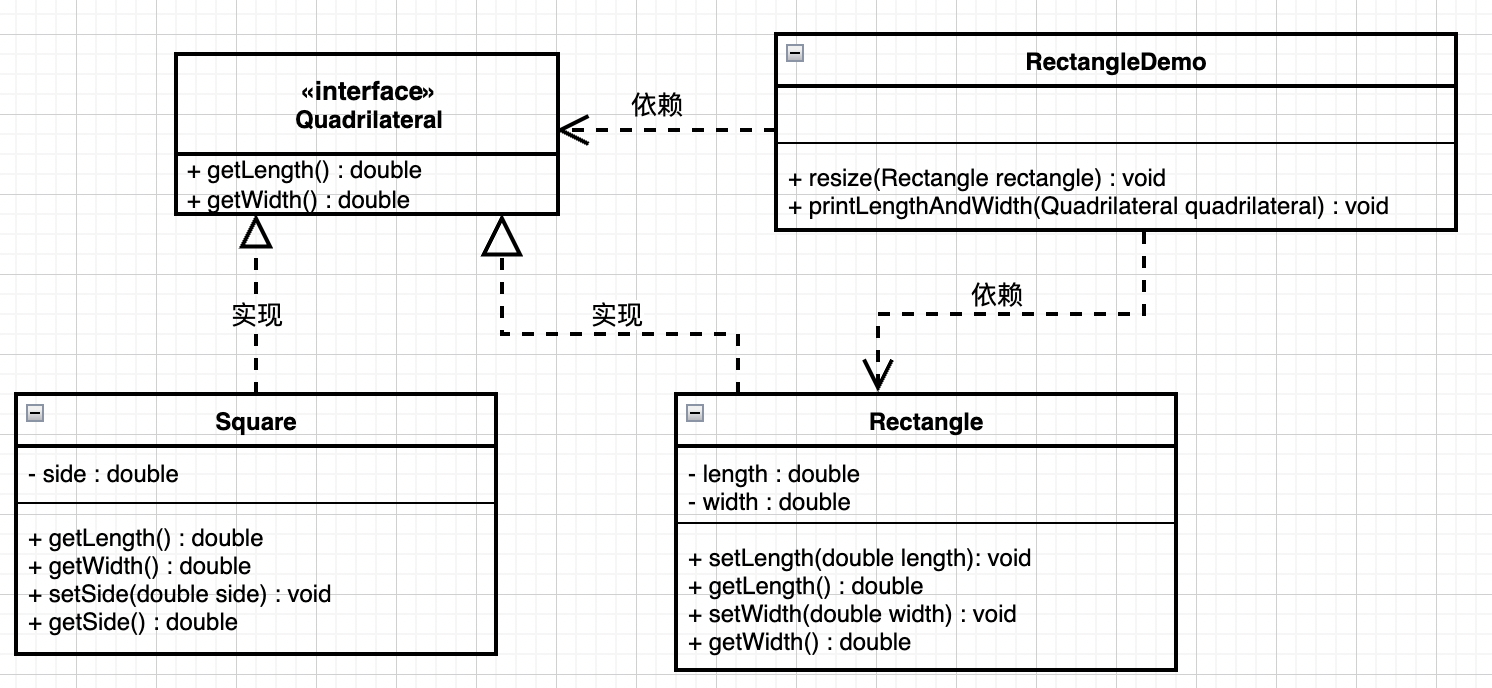 «interface»
Quadrilateral
+ getLength() : double
+ getWidth() : double
依赖
RectangleDemo
+ resize(Rectangle rectangle) : void
+ printLengthAndWidth(Quadrilateral quadrilateral) : void
实现
实现
依赖
Square
- side : double
+ getLength() : double
+ getWidth() : double
+ setSide(double side) : void
+ getSide() : double
Rectangle
- length : double
- width : double
+ setLength(double length): void
+ getLength() : double
+ setWidth(double width) : void
+ getWidth() : double